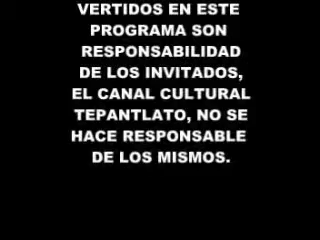 VERTIDOS EN ESTE
PROGRAMA SON
RESPONSABILIDAD
DE LOS INVITADOS,
EL CANAL CULTURAL
TEPANTLATO, NO SE
HACE RESPONSABLE
DE LOS MISMOS.